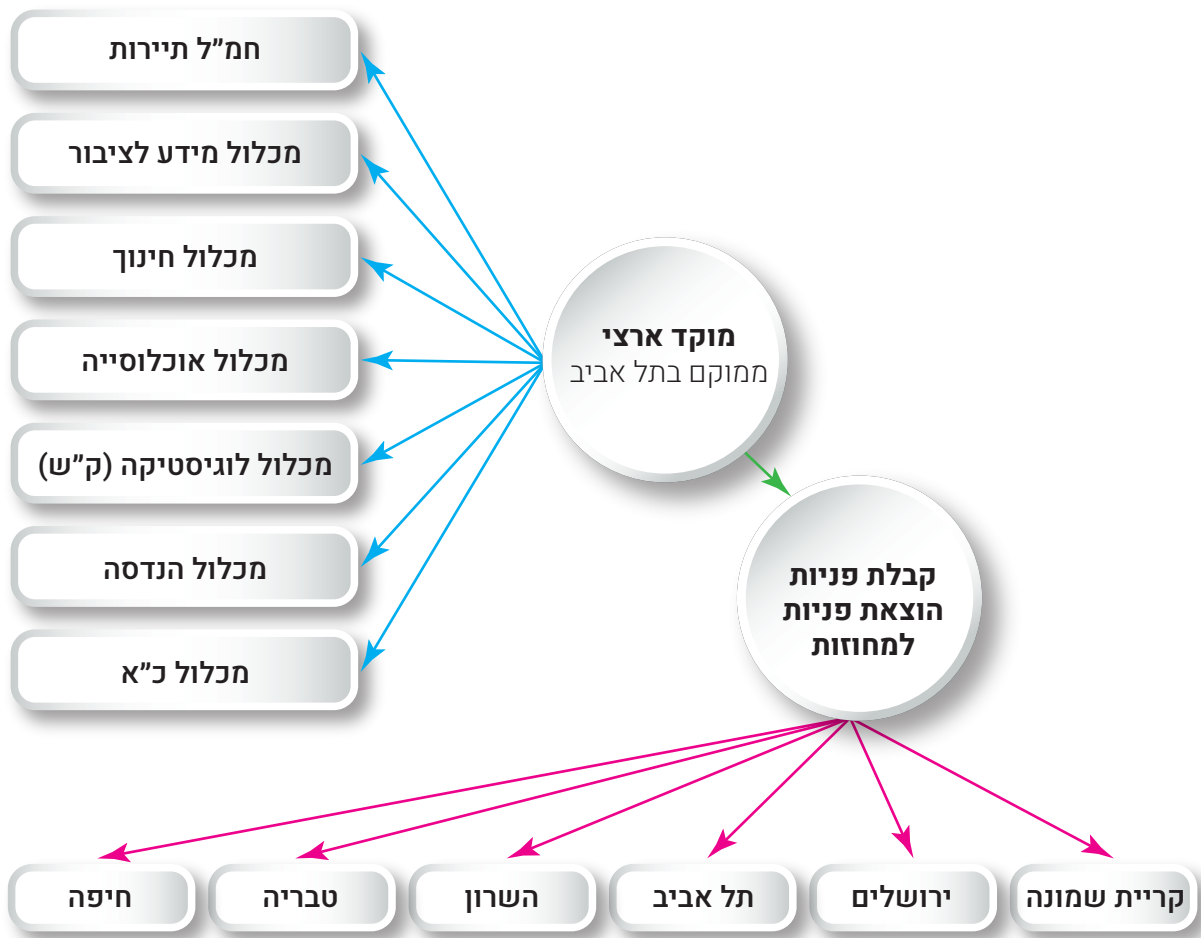 חמ״ל תיירות
מכלול מידע לציבור
מכלול חינוך
מכלול אוכלוסייה
מכלול לוגיסטיקה (ק״ש)
מכלול הנדסה
מכלול כ״א
מוקד ארצי
ממוקם בתל אביב
קבלת פניות
הוצאת פניות
למחוזות
קריית שמונה
ירושלים
תל אביב
השרון
טבריה
חיפה